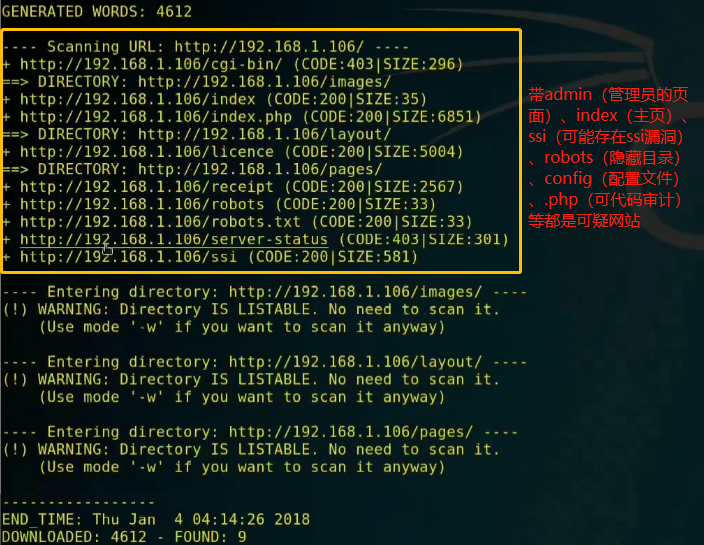 GENERATED WORDS: 4612
---- Scanning URL: http://192.168.1.106/ ----
+ http://192.168.1.106/cgi-bin/ (CODE:403|SIZE:296)
==> DIRECTORY: http://192.168.1.106/images/
+ http://192.168.1.106/index (CODE:200|SIZE:35)
+ http://192.168.1.106/index.php (CODE:200|SIZE:6851)
==> DIRECTORY: http://192.168.1.106/layout/
+ http://192.168.1.106/licence (CODE:200|SIZE:5004)
==> DIRECTORY: http://192.168.1.106/pages/
+ http://192.168.1.106/receipt (CODE:200|SIZE:2567)
+ http://192.168.1.106/robots (CODE:200|SIZE:33)
+ http://192.168.1.106/robots.txt (CODE:200|SIZE:33)
+ http://192.168.1.106/server-status (CODE:403|SIZE:301)
+ http://192.168.1.106/ssi (CODE:200|SIZE:581)
带admin（管理员的页
面）、index（主页）、
ssi（可能存在ssi漏洞）
、robots（隐藏目录）
、config（配置文件）
、.php（可代码审计）
等都是可疑网站
---- Entering directory: http://192.168.1.106/images/ ----
(!) WARNING: Directory IS LISTABLE. No need to scan it.
(Use mode '-w' if you want to scan it anyway)
---- Entering directory: http://192.168.1.106/layout/ ----
(!) WARNING: Directory IS LISTABLE. No need to scan it.
(Use mode '-w' if you want to scan it anyway)
---- Entering directory: http://192.168.1.106/pages/ ----
(!) WARNING: Directory IS LISTABLE. No need to scan it.
(Use mode '-w' if you want to scan it anyway)
-----------------
END_TIME: Thu Jan  4 04:14:26 2018
DOWNLOADED: 4612 - FOUND: 9